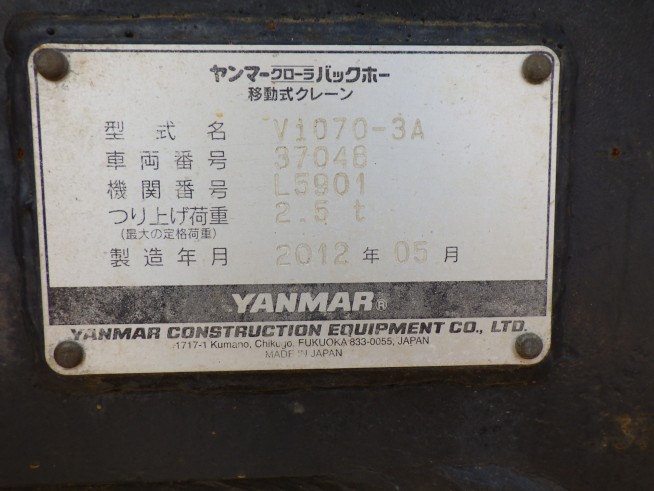 ヤンマークローラバックホー
移動式クレーン
型式名 Vi070-3A
車両番号 37048
機関番号 L5901
つり上げ荷重 2.5 t
(最大の定格荷重)
製造年月 2012 年 05 月
YANMAR®
YANMAR CONSTRUCTION EQUIPMENT CO., LTD.
1717-1 Kumano, Chikugo, FUKUOKA 833-0055, JAPAN
MADE IN JAPAN